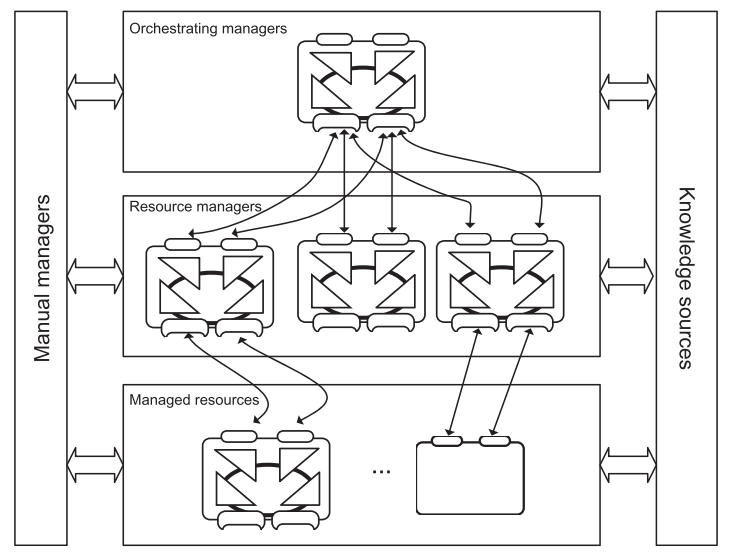 Orchestrating managers
Manual managers
Resource managers
Knowledge sources
Managed resources
...